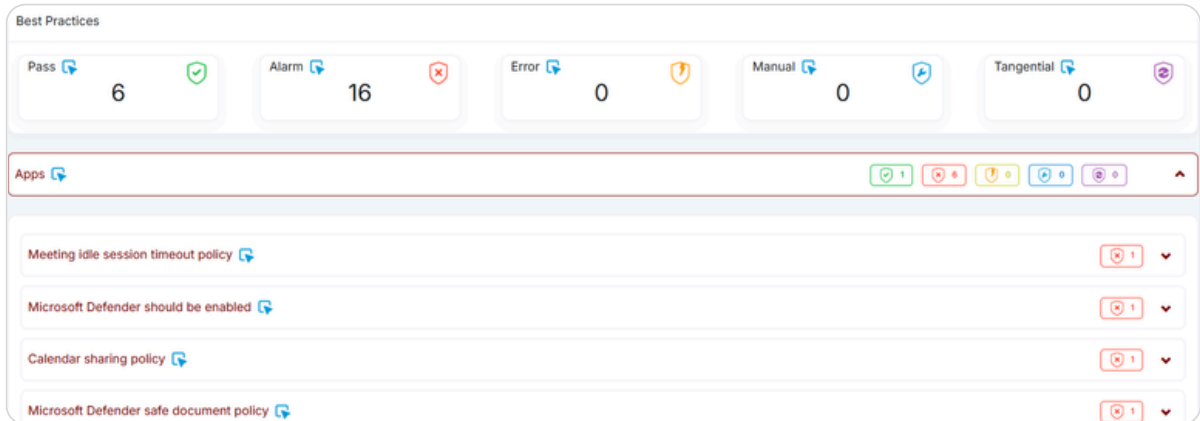 Best Practices
Pass
6
Alarm
16
Error
0
Manual
0
Tangential
0
Apps
1
6
0
0
0
Meeting idle session timeout policy
1
Microsoft Defender should be enabled
1
Calendar sharing policy
1
Microsoft Defender safe document policy
1